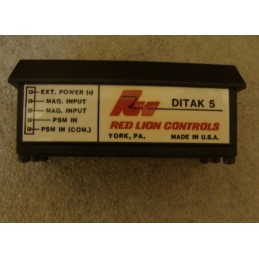 EXT. POWER (+)
MAG. INPUT
MAG. INPUT
PSM IN
PSM IN (COM.)
DITAK 5
RED LION CONTROLS
YORK, PA.
MADE IN U.S.A.